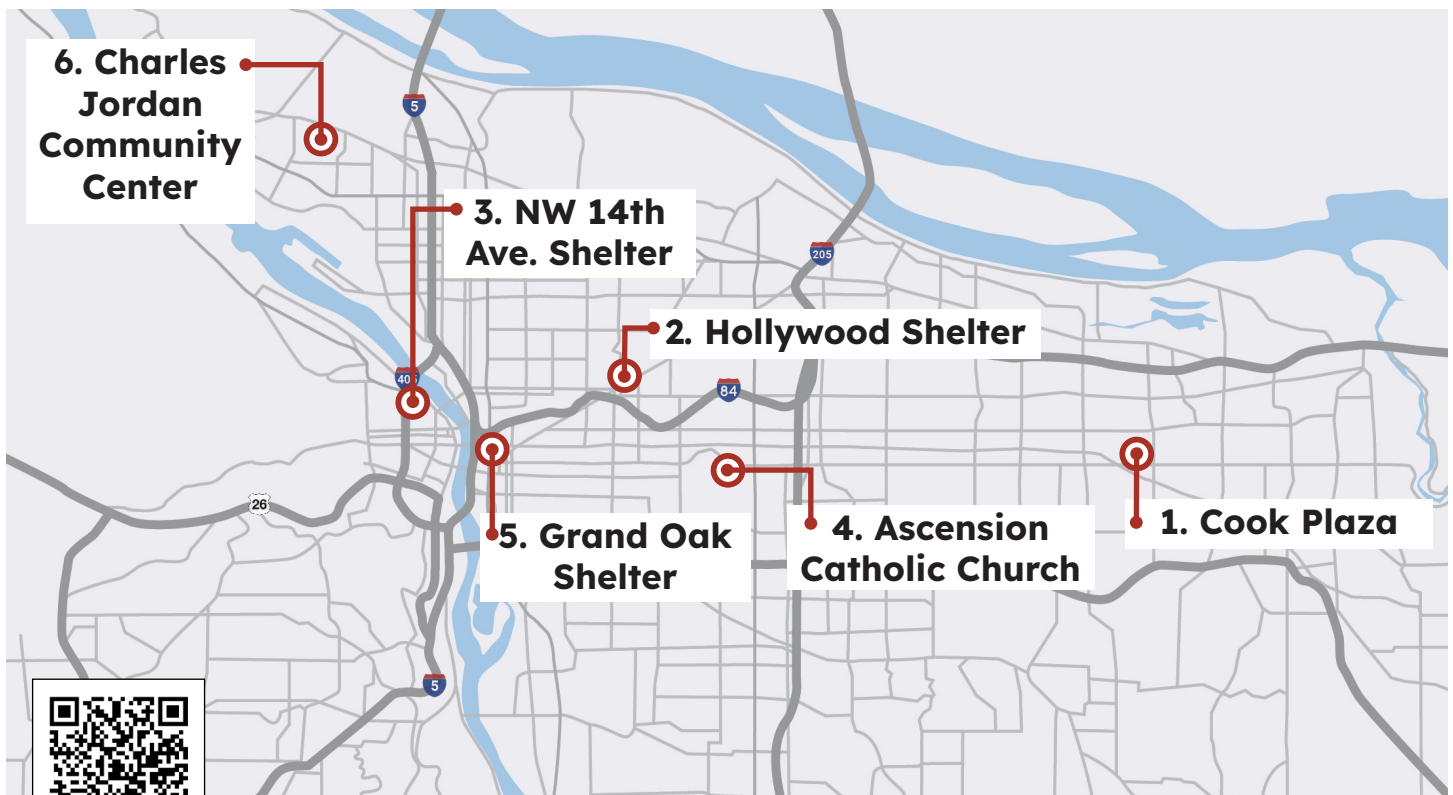 6. Charles
Jordan
Community
Center
5
3. NW 14th
Ave. Shelter
205
2. Hollywood Shelter
405
84
26
5. Grand Oak
Shelter
4. Ascension
Catholic Church
1. Cook Plaza
5